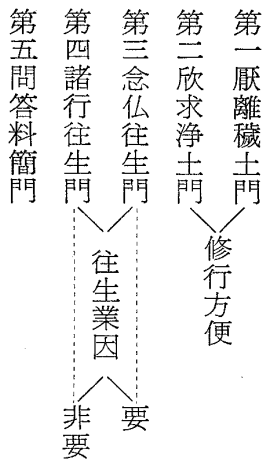 第一厭離穢土門
第二欣求浄土門
第三念仏往生門
第四諸行往生門
第五問答料簡門
修行方便
往生業因
要
非要